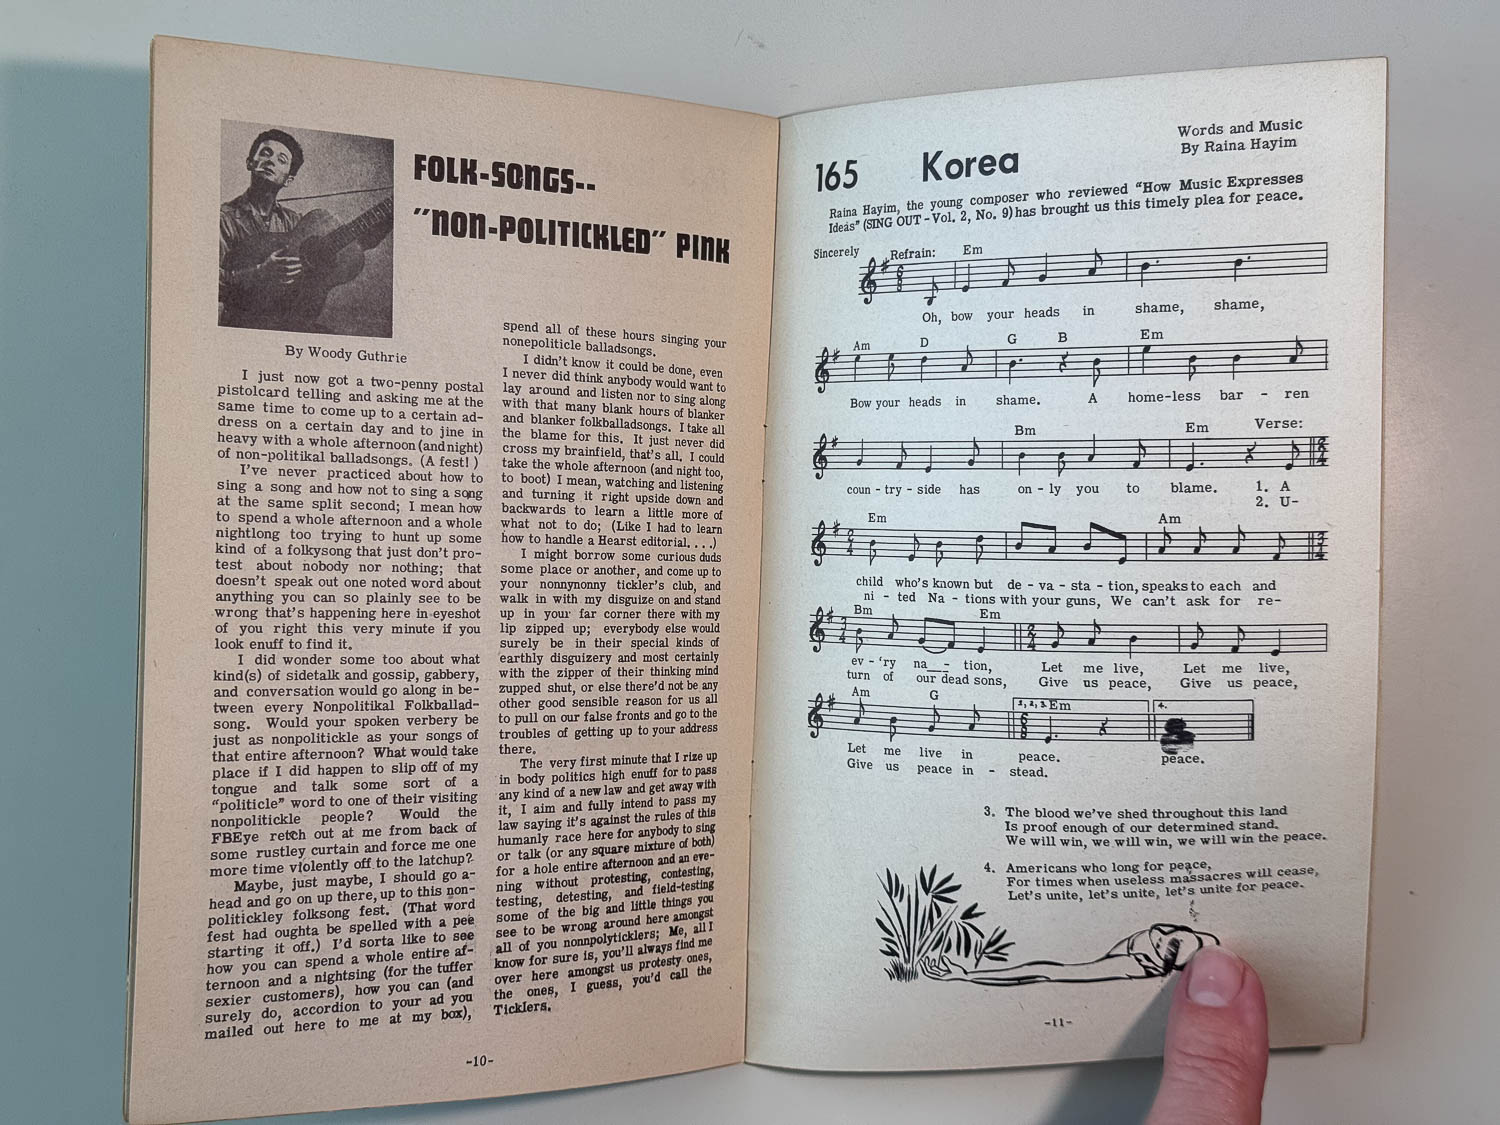 FOLK-SONGS--
"NON-POLITICKLED" PINK
By Woody Guthrie
I just now got a two-penny postal
pistolcard telling and asking me at the
same time to come up to a certain ad-
dress on a certain day and to jine in
heavy with a whole afternoon (and night)
of non-politikal balladsongs. (A fest!)
I've never practiced about how to
sing a song and how not to sing a song
at the same split second; I mean how
to spend a whole afternoon and a whole
nightlong too trying to hunt up some
kind of a folkysong that just don't pro-
test about nobody nor nothing; that
doesn't speak out one noted word about
anything you can so plainly see to be
wrong that's happening here in eyeshot
of you right this very minute if you
look enuff to find it.
I did wonder some too about what
kind(s) of sidetalk and gossip, gabbery,
and conversation would go along in be-
tween every Nonpolitikal Folkballad-
song. Would your spoken verbery be
just as nonpolitickle as your songs of
that entire afternoon? What would take
place if I did happen to slip off of my
tongue and talk some sort of a
"politicle" word to one of their visiting
nonpolitickle people? Would the
FBEye retch out at me from back of
some rustley curtain and force me one
more time violently off to the latchup?
Maybe, just maybe, I should go a-
head and go on up there, up to this non-
politickley folksong fest. (That word
fest had oughta be spelled with a pee
starting it off.) I'd sorta like to see
how you can spend a whole entire af-
ternoon and a nightsing (for the tuffer
sexier customers), how you can (and
surely do, accordion to your ad you
mailed out here to me at my box),
spend all of these hours singing your
nonepoliticle balladsongs.
I didn't know it could be done, even
I never did think anybody would want to
lay around and listen nor to sing along
with that many blank hours of blanker
and blanker folkballadsongs. I take all
the blame for this. It just never did
cross my brainfield, that's all. I could
take the whole afternoon (and night too,
to boot) I mean, watching and listening
and turning it right upside down and
backwards to learn a little more of
what not to do; (Like I had to learn
how to handle a Hearst editorial. . . .)
I might borrow some curious duds
some place or another, and come up to
your nonnynonny tickler's club, and
walk in with my disguize on and stand
up in your far corner there with my
lip zipped up; everybody else would
surely be in their special kinds of
earthly disguizery and most certainly
with the zipper of their thinking mind
zupped shut, or else there'd not be any
other good sensible reason for us all
to pull on our false fronts and go to the
troubles of getting up to your address
there.
The very first minute that I rize up
in body politics high enuff for to pass
any kind of a new law and get away with
it, I aim and fully intend to pass my
law saying it's against the rules of this
humanly race here for anybody to sing
or talk (or any square mixture of both)
for a hole entire afternoon and an eve-
ning without protesting, contesting,
testing, detesting, and field-testing
some of the big and little things you
see to be wrong around here amongst
all of you nonnpolyticklers; Me, all I
know for sure is, you'll always find me
over here amongst us protesty ones,
the ones, I guess, you'd call the
Ticklers.
-10-
Words and Music
By Raina Hayim
165 Korea
Raina Hayim, the young composer who reviewed "How Music Expresses
Ideas" (SING OUT - Vol. 2, No. 9) has brought us this timely plea for peace.
Sincerely Refrain: Em
6 8
Oh, bow your heads in shame, shame,
Am D G B Em
Bow your heads in shame. A home-less bar - ren
Bm Em Verse:
2 4
coun - try - side has on - ly you to blame. 1. A
2. U-
Em Am
2 4 3 4
child who's known but de - va - sta - tion, speaks to each and
ni - ted Na - tions with your guns, We can't ask for re-
Bm Em
3 4 2 4
ev - 'ry na - tion, Let me live, Let me live,
turn of our dead sons, Give us peace, Give us peace,
Am G 1, 2, 3. Em 4.
6 8
Let me live in peace. peace.
Give us peace in - stead.
3. The blood we've shed throughout this land
Is proof enough of our determined stand.
We will win, we will win, we will win the peace.
4. Americans who long for peace,
For times when useless massacres will cease,
Let's unite, let's unite, let's unite for peace.
-11-